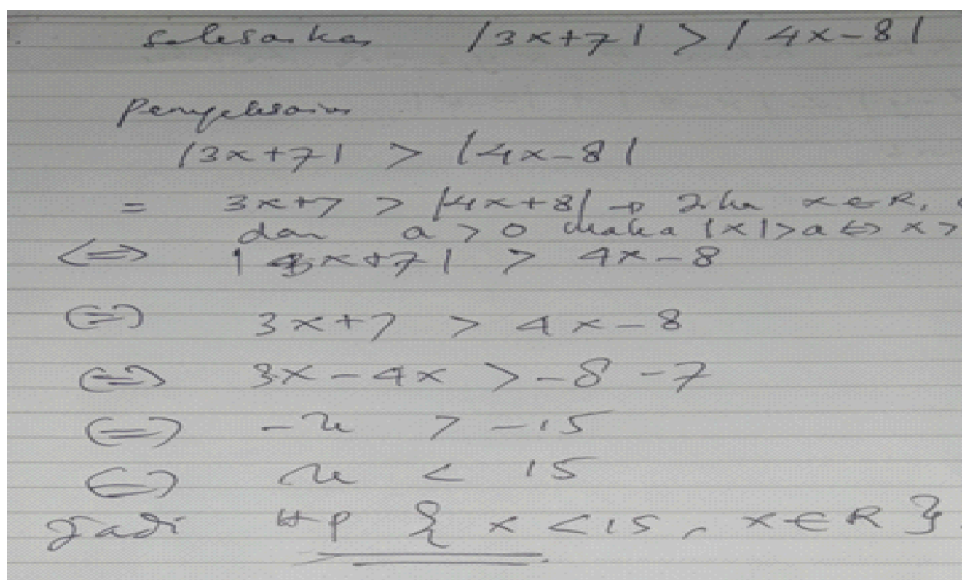 selesaikan |3x+7| > |4x-8|
Penyelesaian
|3x+7| > |4x-8|
= 3x+7 > |4x+8| → Jika x ∈ R,
dan a > 0 maka |x|>a ⇔ x >
⇔ |3x+7| > 4x-8
⇔ 3x+7 > 4x-8
⇔ 3x-4x > -8-7
⇔ -x > -15
⇔ x < 15
Jadi HP { x < 15, x ∈ R }